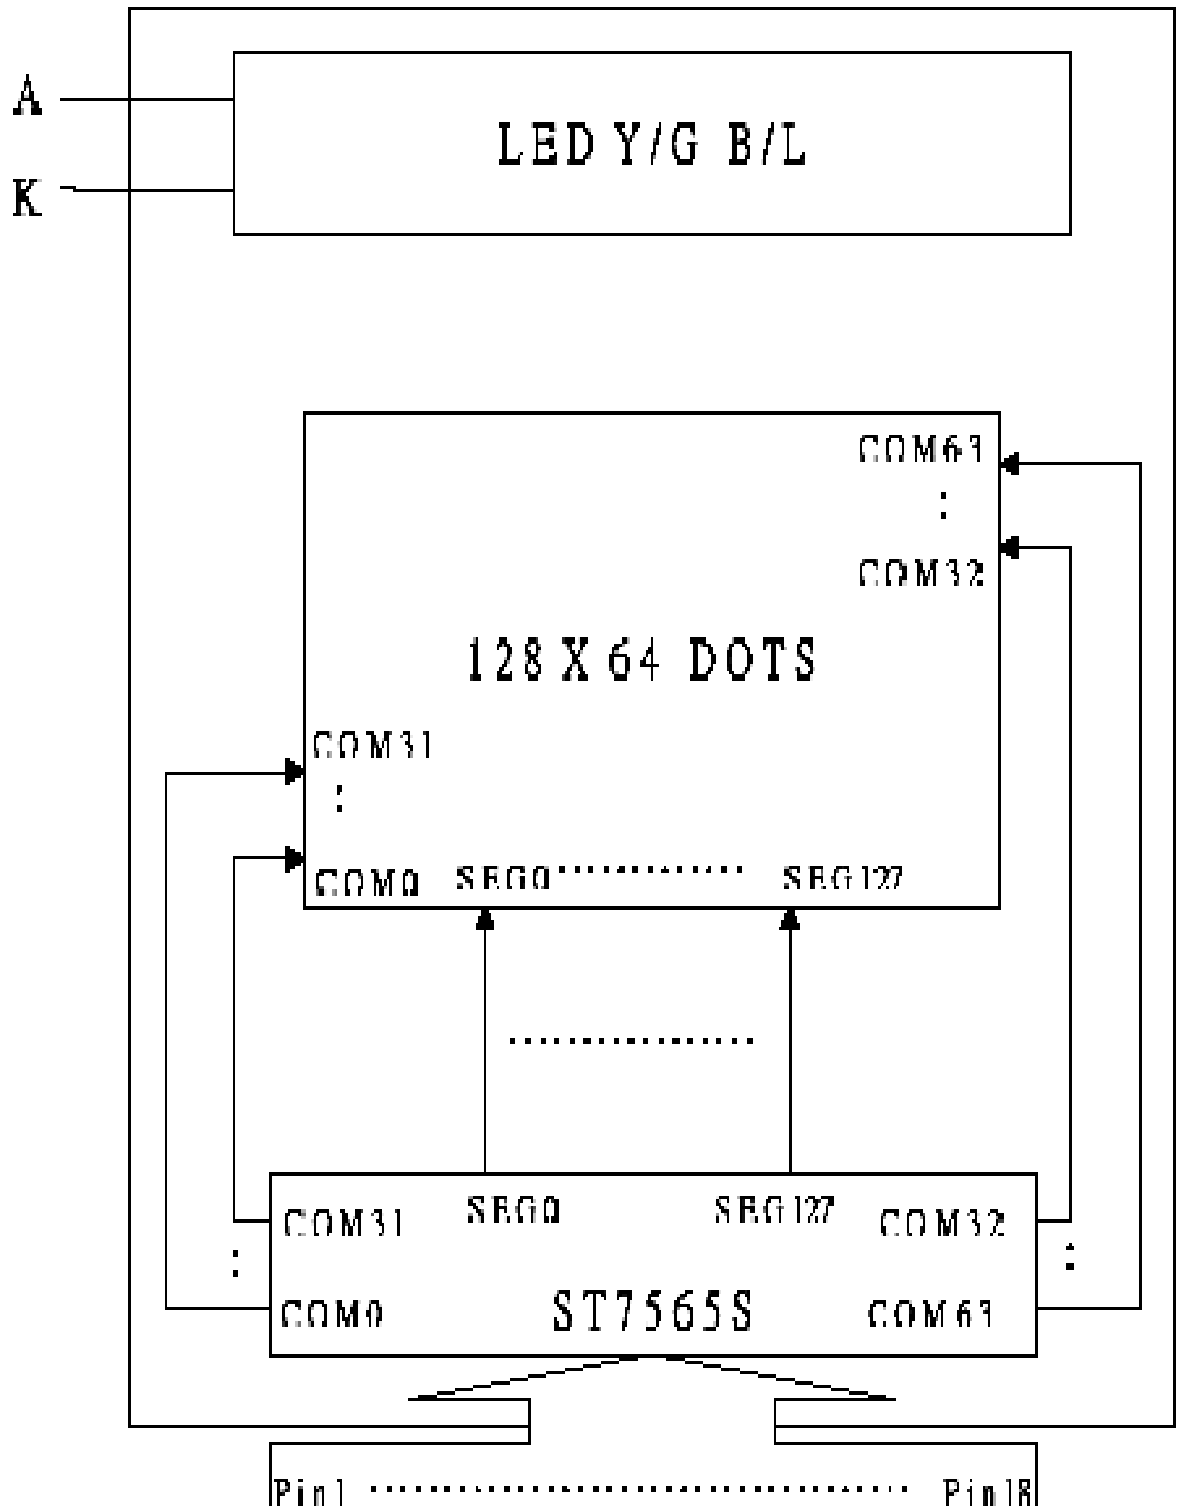 A
LED Y/G B/L
K
COM63
:
COM32
128 X 64 DOTS
COM31
:
COM0 SEG0 ............ SEG127
................
SEG0 SEG127
COM31 COM32
: :
COM0 ST7565S COM63
Pin1 ................................ Pin18